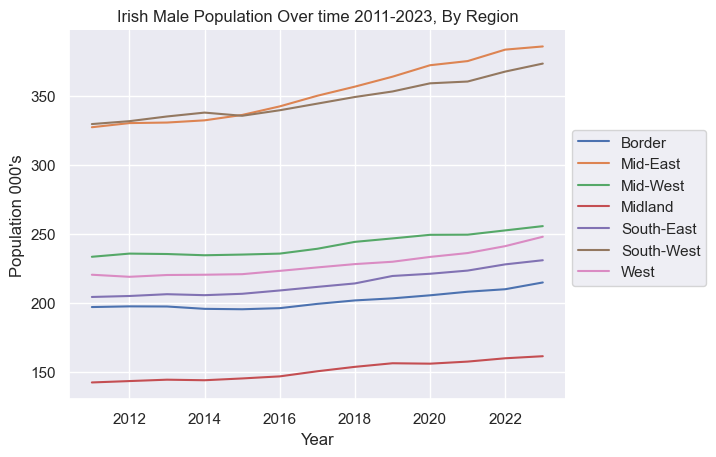 Irish Male Population Over time 2011-2023, By Region
Population 000's
350
300
250
200
150
2012
2014
2016
2018
2020
2022
Year
Border
Mid-East
Mid-West
Midland
South-East
South-West
West